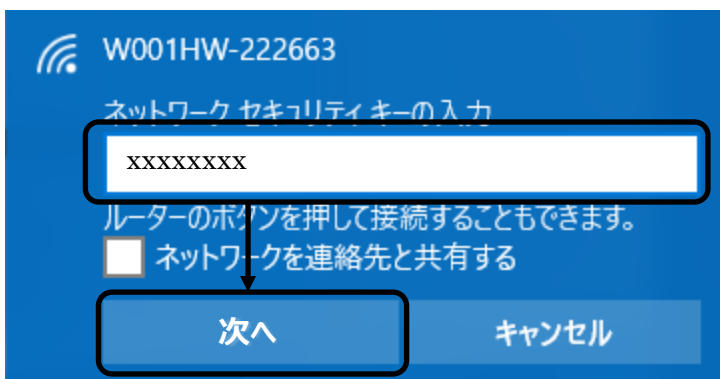 W001HW-222663
ネットワーク セキュリティ キーの入力
xxxxxxxx
ルーターのボタンを押して接続することもできます。
ネットワークを連絡先と共有する
次へ
キャンセル